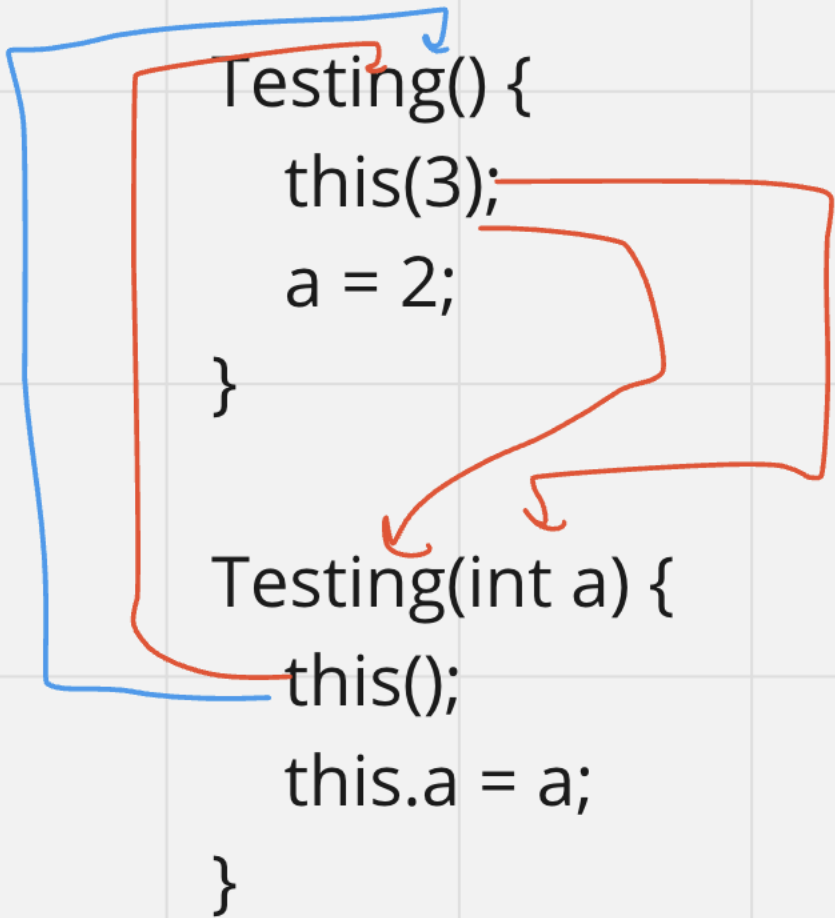 Testing() {
this(3);
a = 2;
}
Testing(int a) {
this();
this.a = a;
}